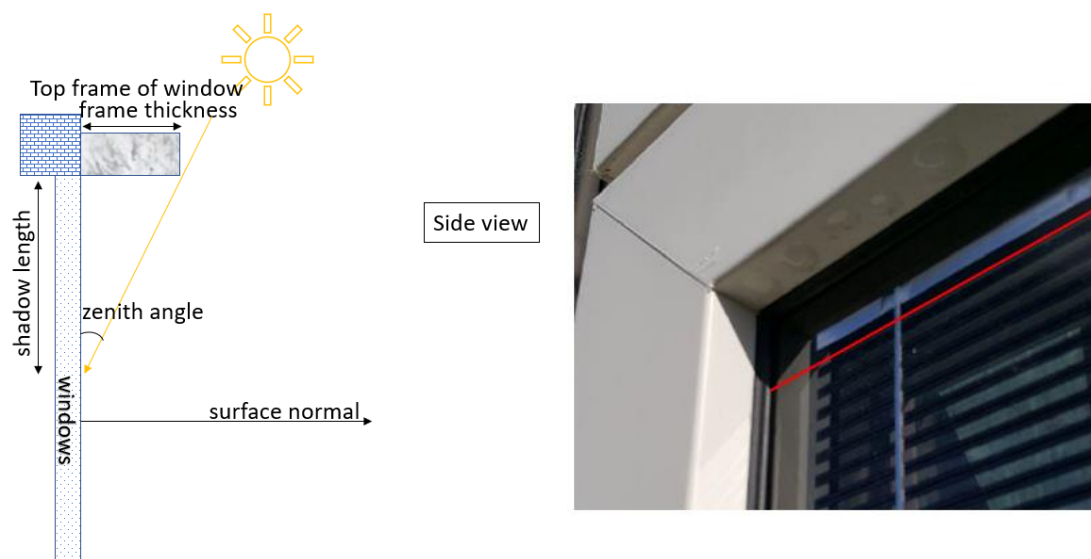 Top frame of window
frame thickness
shadow length
Side view
zenith angle
surface normal
windows